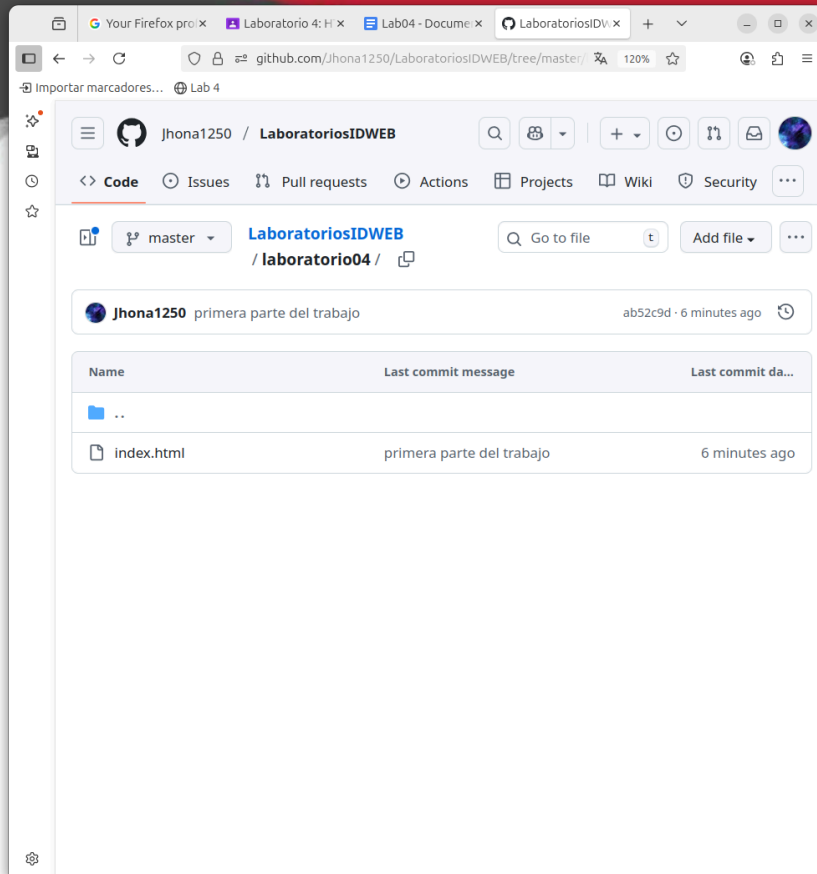 Your Firefox pro
Laboratorio 4: H
Lab04 - Docume
LaboratoriosIDW
github.com/Jhona1250/LaboratoriosIDWEB/tree/master/
120%
Importar marcadores…
Lab 4
Jhona1250 / LaboratoriosIDWEB
Code
Issues
Pull requests
Actions
Projects
Wiki
Security
master
LaboratoriosIDWEB
/ laboratorio04 /
Go to file
t
Add file
Jhona1250 primera parte del trabajo
ab52c9d · 6 minutes ago
Name
Last commit message
Last commit da...
..
index.html
primera parte del trabajo
6 minutes ago